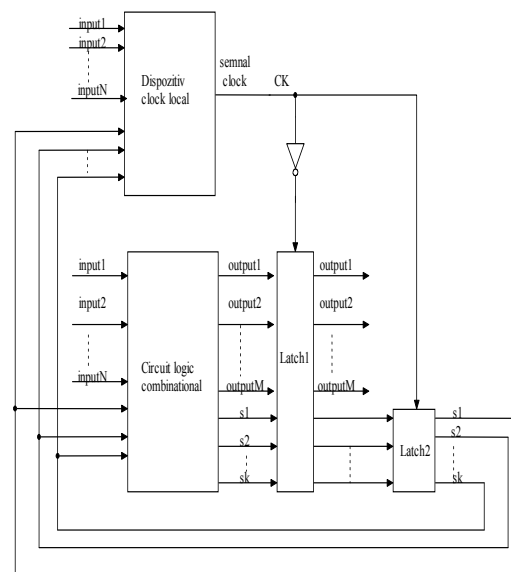 input1
input2
inputN
Dispozitiv
clock local
semnal
clock
CK
input1
input2
inputN
Circuit logic
combinational
output1
output2
outputM
s1
s2
sk
Latch1
output1
output2
outputM
Latch2
s1
s2
sk